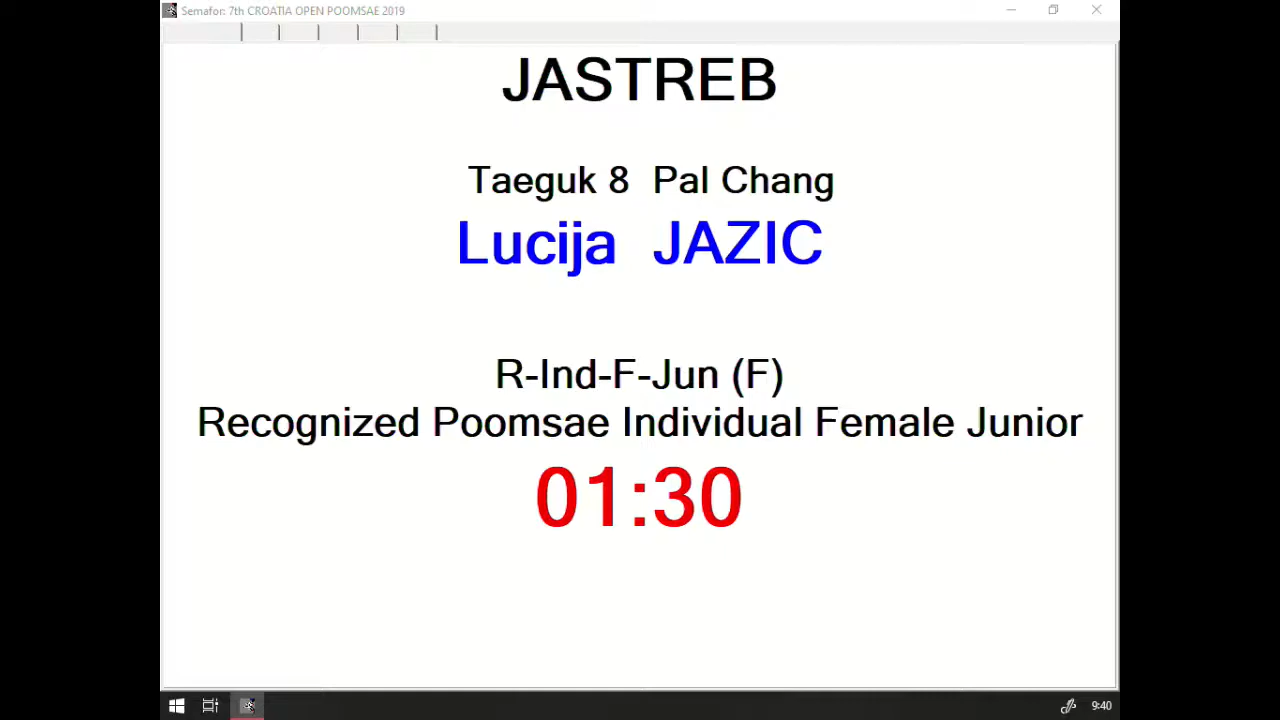 Semafor: 7th CROATIA OPEN POOMSAE 2019
JASTREB
Taeguk 8 Pal Chang
Lucija JAZIC
R-Ind-F-Jun (F)
Recognized Poomsae Individual Female Junior
01:30
9:40